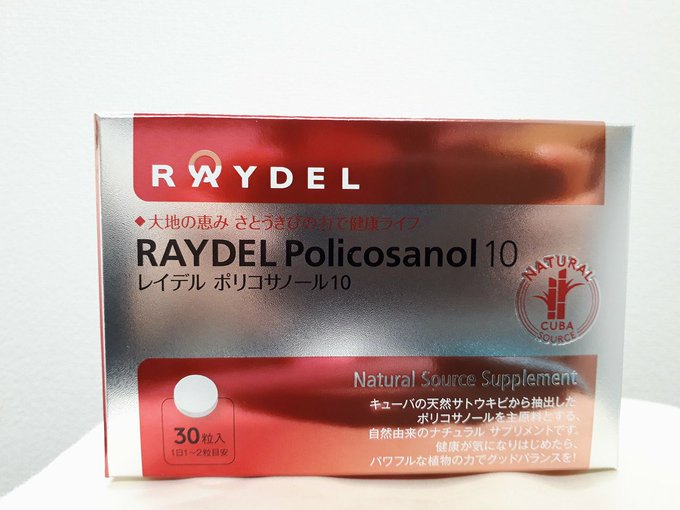 RAYDEL
◆大地の恵み さとうきびの力で健康ライフ
RAYDEL Policosanol 10
レイデル ポリコサノール10
NATURAL
CUBA
SOURCE
Natural Source Supplement
キューバの天然サトウキビから抽出した
ポリコサノールを主原料とする、
自然由来のナチュラル サプリメントです。
健康が気になりはじめたら、
パワフルな植物の力でグッドバランスを!
30粒入
1日1~2粒目安